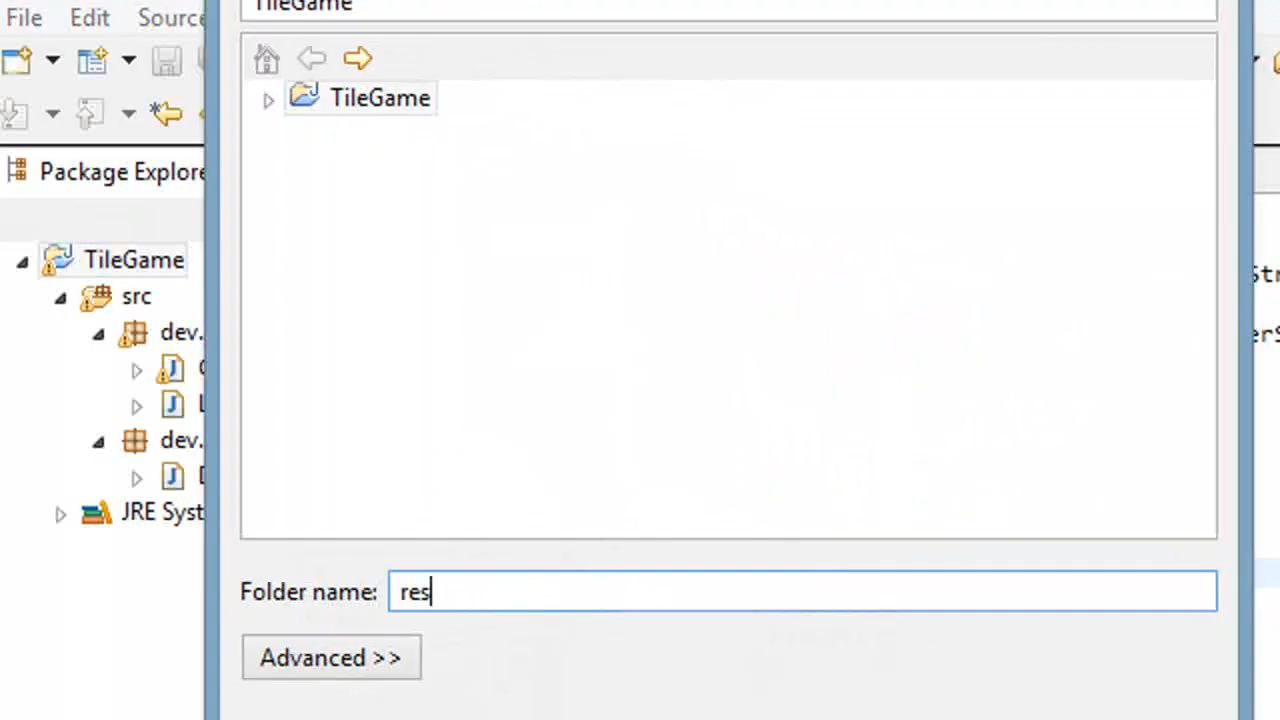 File Edit Source
TileGame
TileGame
Package Explore
TileGame
src
dev.
dev.
JRE Syst
Folder name: res
Advanced >>